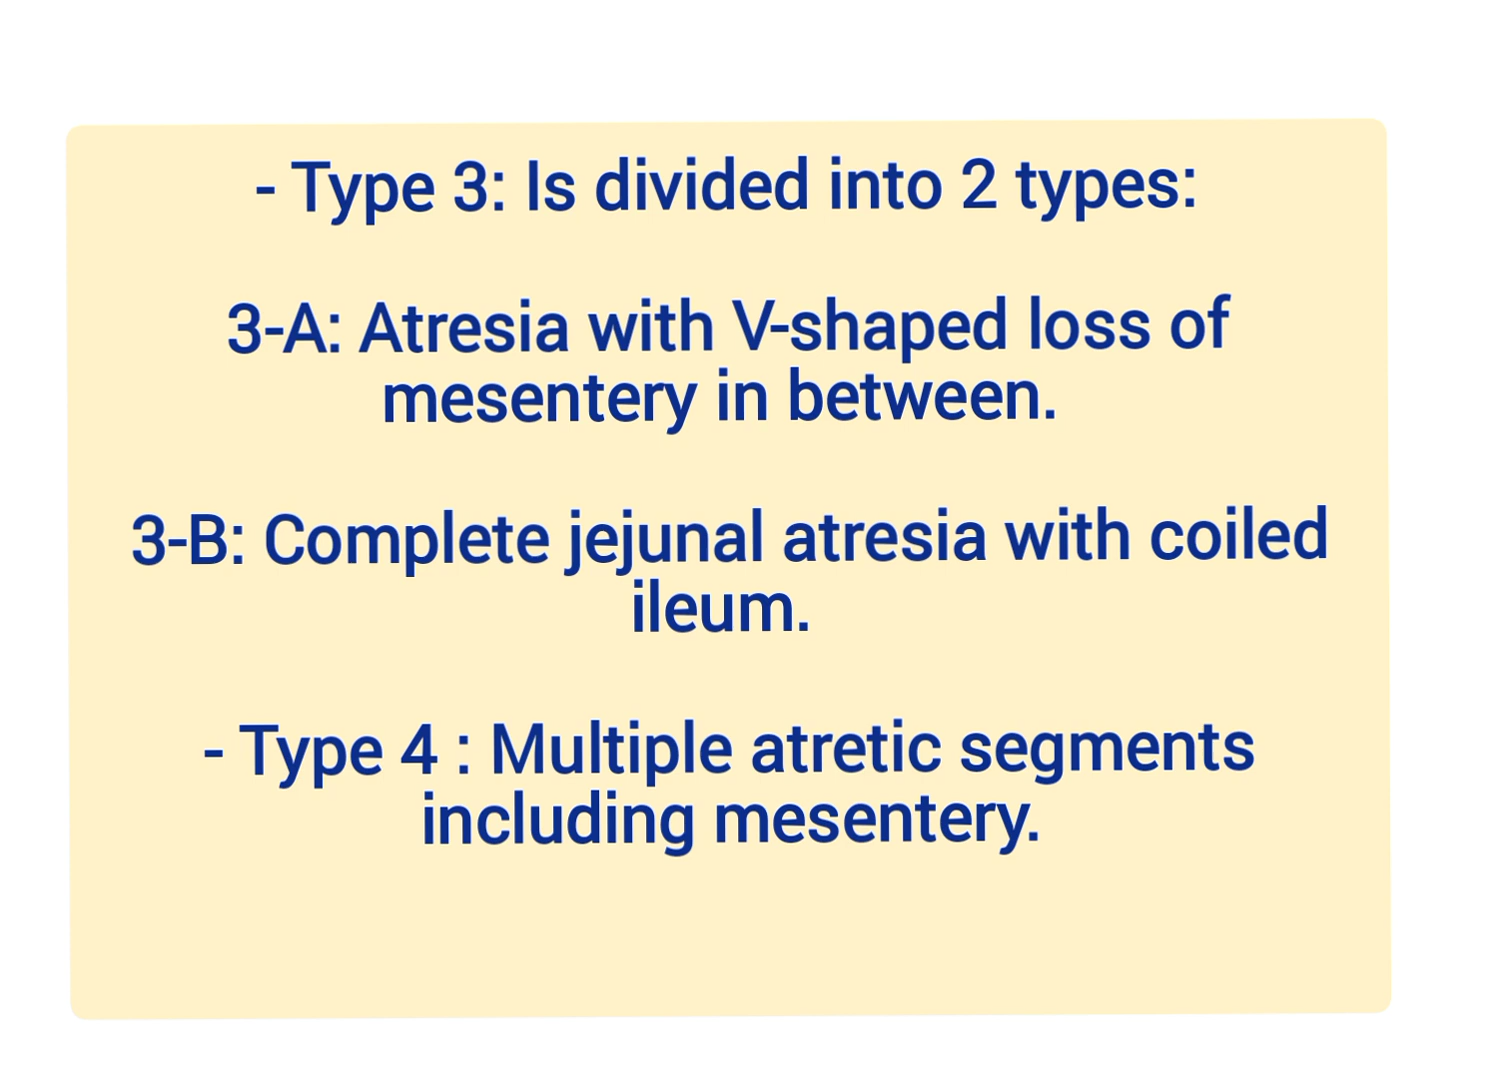 - Type 3: Is divided into 2 types:
3-A: Atresia with V-shaped loss of
mesentery in between.
3-B: Complete jejunal atresia with coiled
ileum.
- Type 4 : Multiple atretic segments
including mesentery.